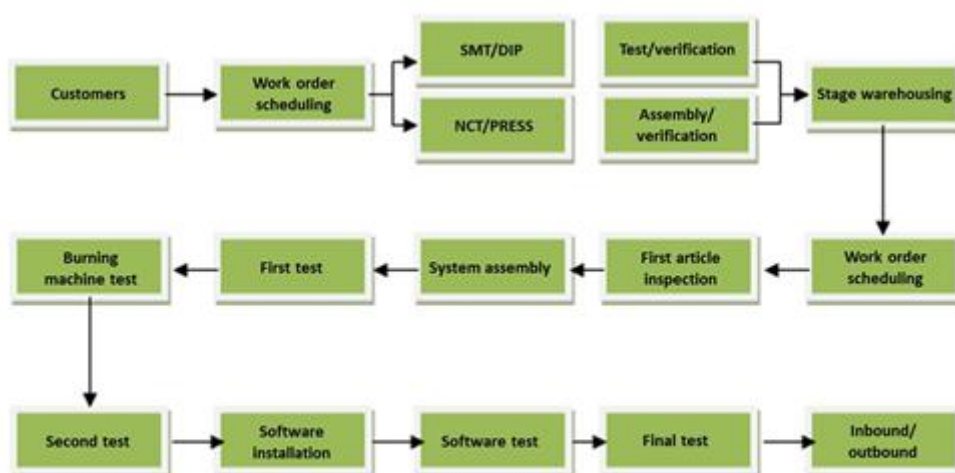 Customers
Work order
scheduling
SMT/DIP
NCT/PRESS
Test/verification
Assembly/
verification
Stage warehousing
Work order
scheduling
First article
inspection
System assembly
First test
Burning
machine test
Second test
Software
installation
Software test
Final test
Inbound/
outbound